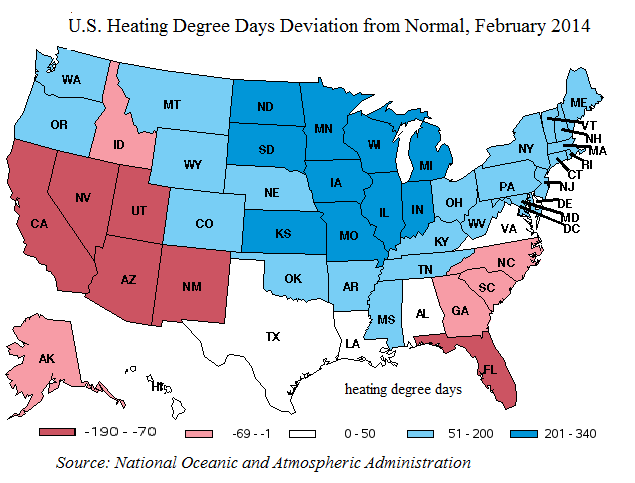 U.S. Heating Degree Days Deviation from Normal, February 2014
WA
MT
ND
MN
ME
OR
ID
WY
SD
WI
MI
NY
VT
NH
MA
RI
CT
NV
UT
CO
NE
IA
IL
IN
OH
PA
NJ
DE
MD
DC
CA
KS
MO
KY
WV
VA
AZ
NM
OK
AR
TN
NC
SC
TX
LA
MS
AL
GA
FL
AK
HI
heating degree days
-190 - -70
-69 - -1
0 - 50
51 - 200
201 - 340
Source: National Oceanic and Atmospheric Administration